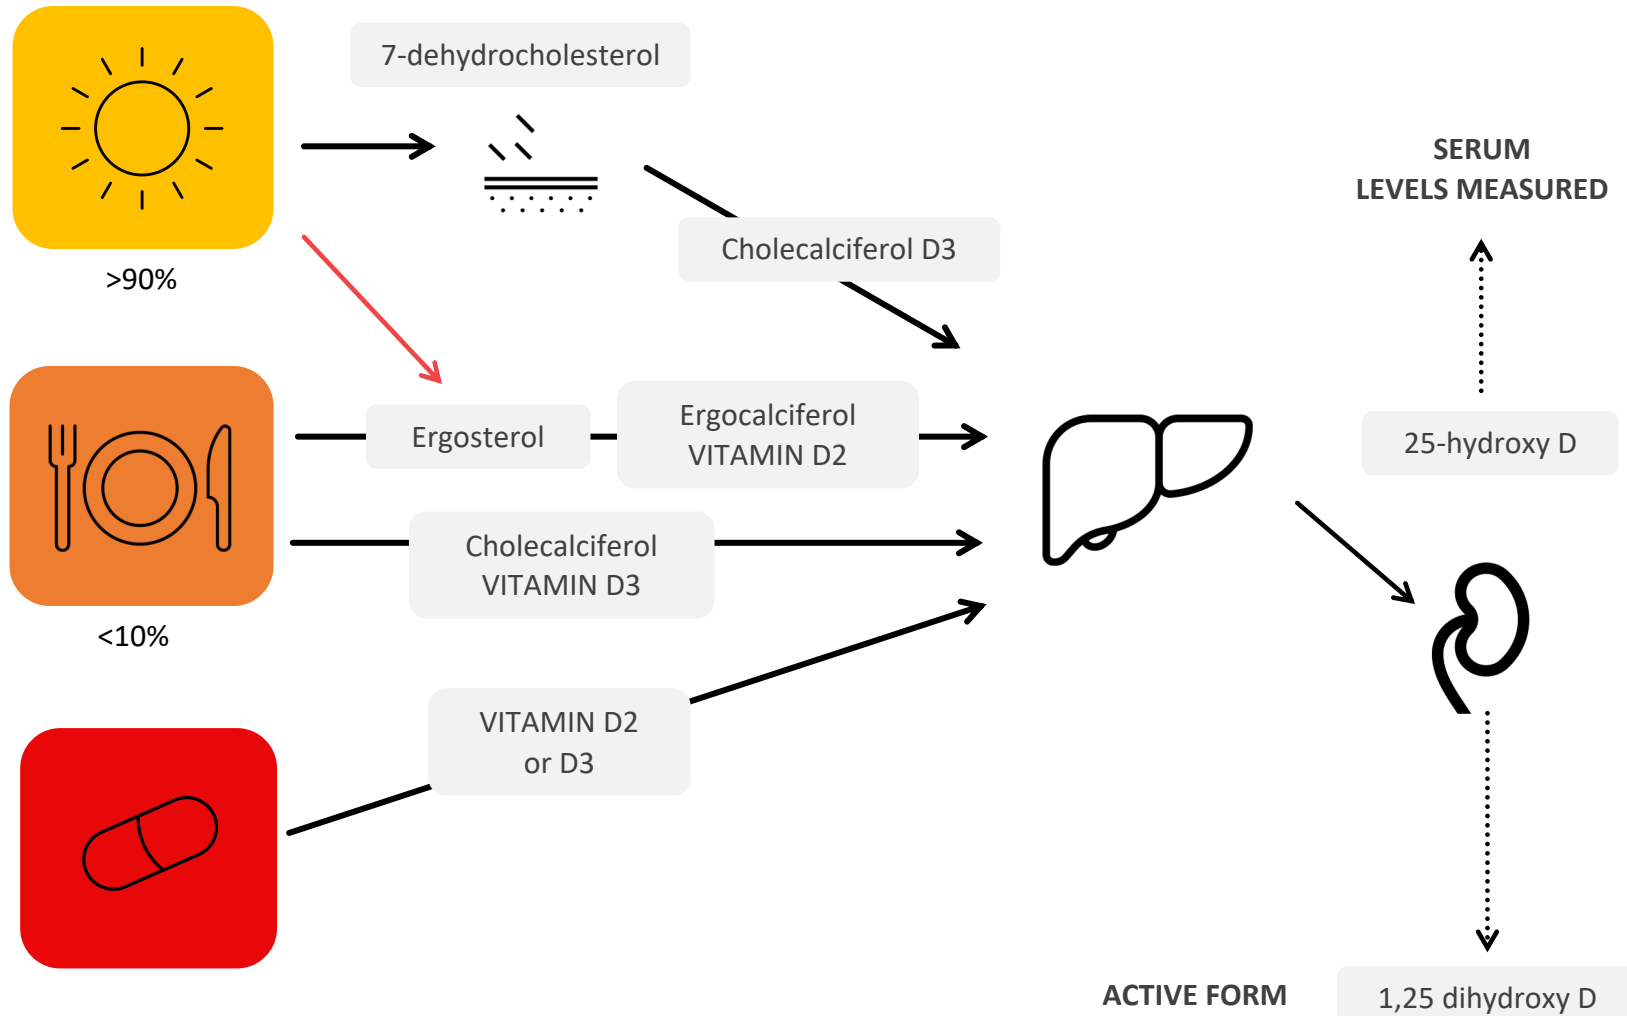 7-dehydrocholesterol
>90%
Cholecalciferol D3
SERUM
LEVELS MEASURED
Ergosterol
Ergocalciferol
VITAMIN D2
25-hydroxy D
Cholecalciferol
VITAMIN D3
<10%
VITAMIN D2
or D3
ACTIVE FORM
1,25 dihydroxy D